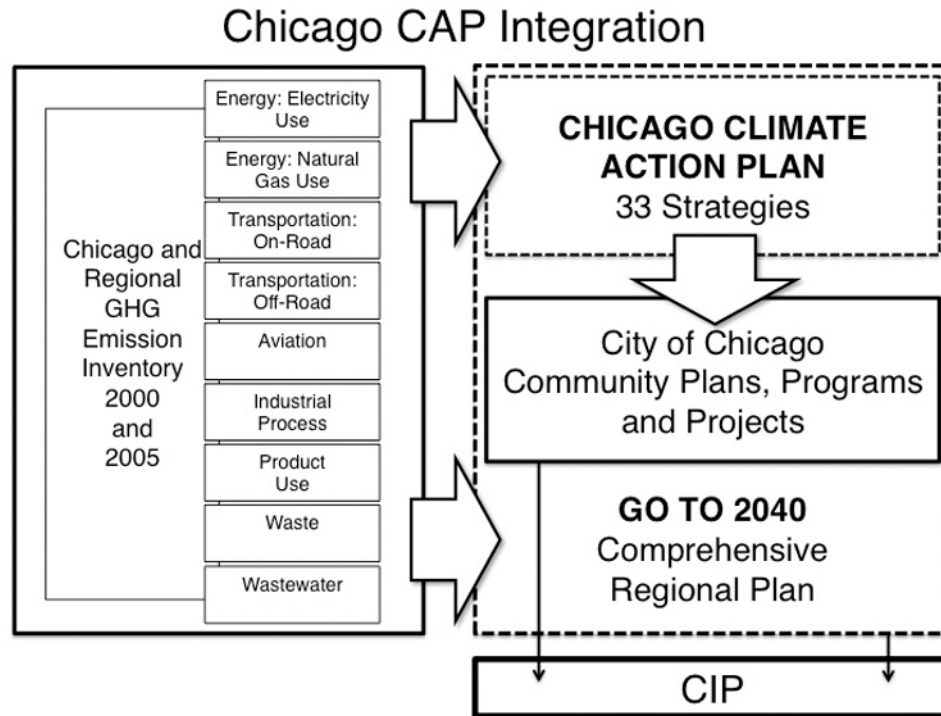 Chicago CAP Integration
Chicago and
Regional
GHG
Emission
Inventory
2000
and
2005
Energy: Electricity
Use
Energy: Natural
Gas Use
Transportation:
On-Road
Transportation:
Off-Road
Aviation
Industrial
Process
Product
Use
Waste
Wastewater
CHICAGO CLIMATE
ACTION PLAN
33 Strategies
City of Chicago
Community Plans, Programs
and Projects
GO TO 2040
Comprehensive
Regional Plan
CIP